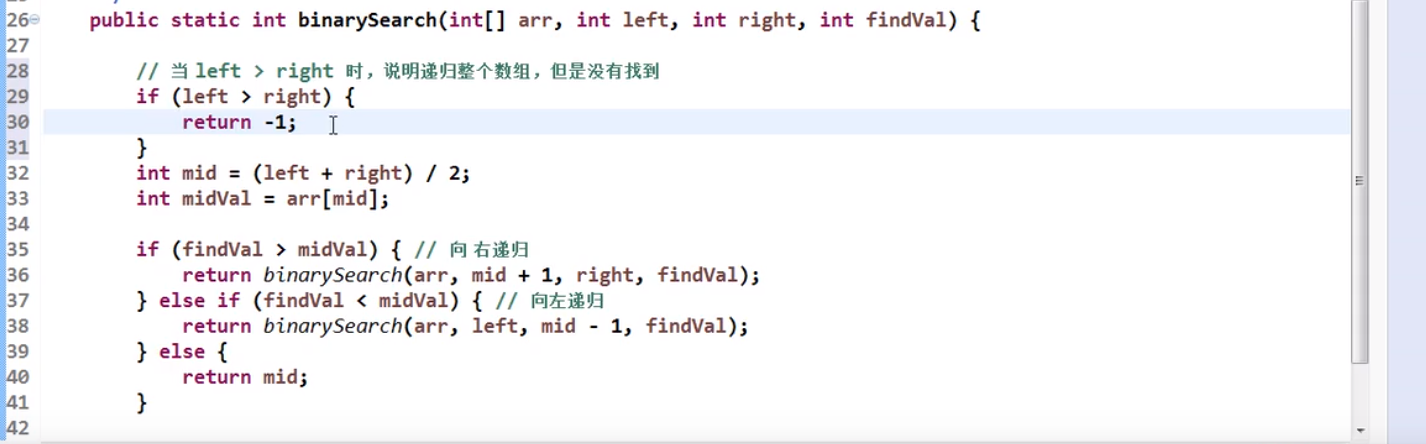 26 public static int binarySearch(int[] arr, int left, int right, int findVal) {
27
28 // 当 left > right 时，说明递归整个数组，但是没有找到
29 if (left > right) {
30 return -1;
31 }
32 int mid = (left + right) / 2;
33 int midVal = arr[mid];
34
35 if (findVal > midVal) { // 向 右递归
36 return binarySearch(arr, mid + 1, right, findVal);
37 } else if (findVal < midVal) { // 向左递归
38 return binarySearch(arr, left, mid - 1, findVal);
39 } else {
40 return mid;
41 }
42